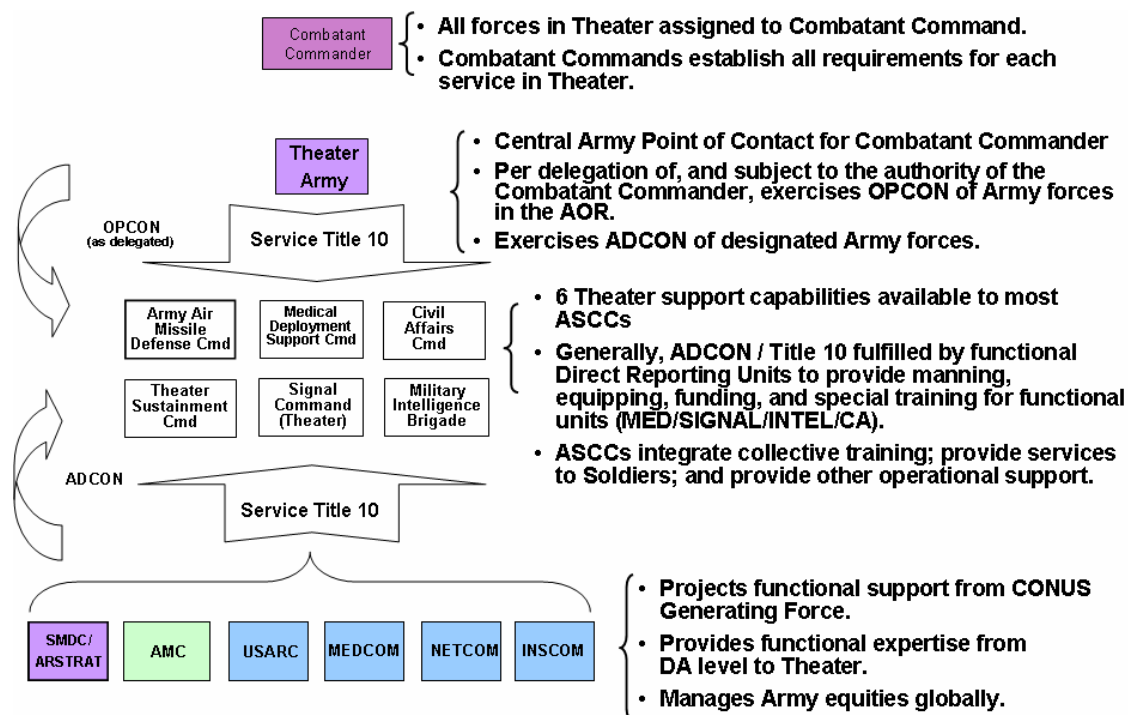 Combatant
Commander
• All forces in Theater assigned to Combatant Command.
• Combatant Commands establish all requirements for each
service in Theater.
Theater
Army
• Central Army Point of Contact for Combatant Commander
• Per delegation of, and subject to the authority of the
Combatant Commander, exercises OPCON of Army forces
in the AOR.
• Exercises ADCON of designated Army forces.
OPCON
(as delegated)
Service Title 10
Army Air
Missile
Defense Cmd
Medical
Deployment
Support Cmd
Civil
Affairs
Cmd
Theater
Sustainment
Cmd
Signal
Command
(Theater)
Military
Intelligence
Brigade
• 6 Theater support capabilities available to most
ASCCs
• Generally, ADCON / Title 10 fulfilled by functional
Direct Reporting Units to provide manning,
equipping, funding, and special training for functional
units (MED/SIGNAL/INTEL/CA).
• ASCCs integrate collective training; provide services
to Soldiers; and provide other operational support.
ADCON
Service Title 10
SMDC/
ARSTRAT
AMC
USARC
MEDCOM
NETCOM
INSCOM
• Projects functional support from CONUS
Generating Force.
• Provides functional expertise from
DA level to Theater.
• Manages Army equities globally.